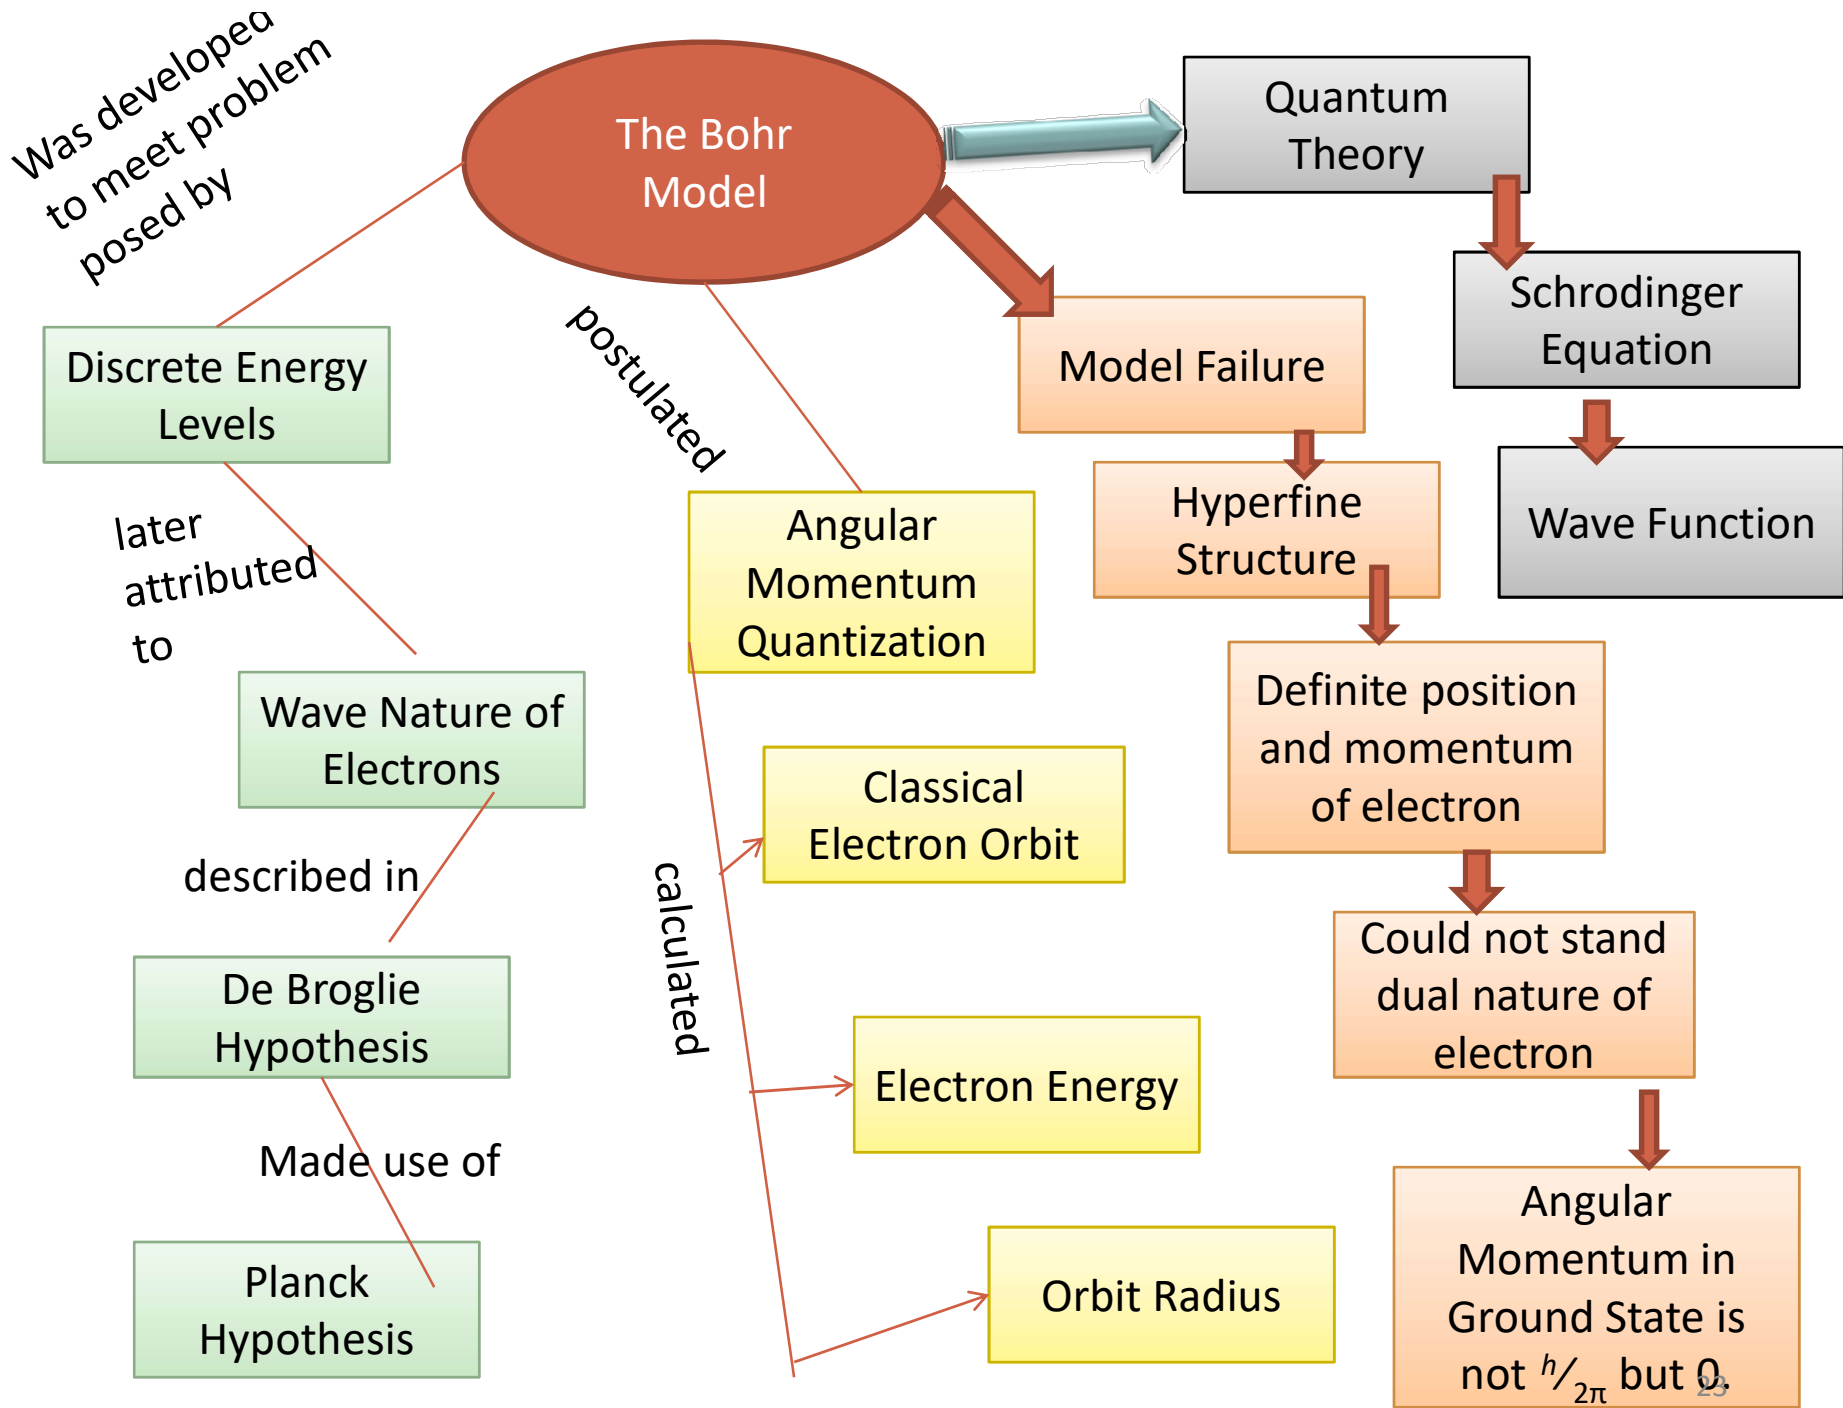 Was developed
to meet problem
posed by
The Bohr
Model
Quantum
Theory
Schrodinger
Equation
Wave Function
Discrete Energy
Levels
later
attributed
to
Wave Nature of
Electrons
described in
De Broglie
Hypothesis
Made use of
Planck
Hypothesis
postulated
Angular
Momentum
Quantization
calculated
Classical
Electron Orbit
Electron Energy
Orbit Radius
Model Failure
Hyperfine
Structure
Definite position
and momentum
of electron
Could not stand
dual nature of
electron
Angular
Momentum in
Ground State is
not h/2π but 0.
23